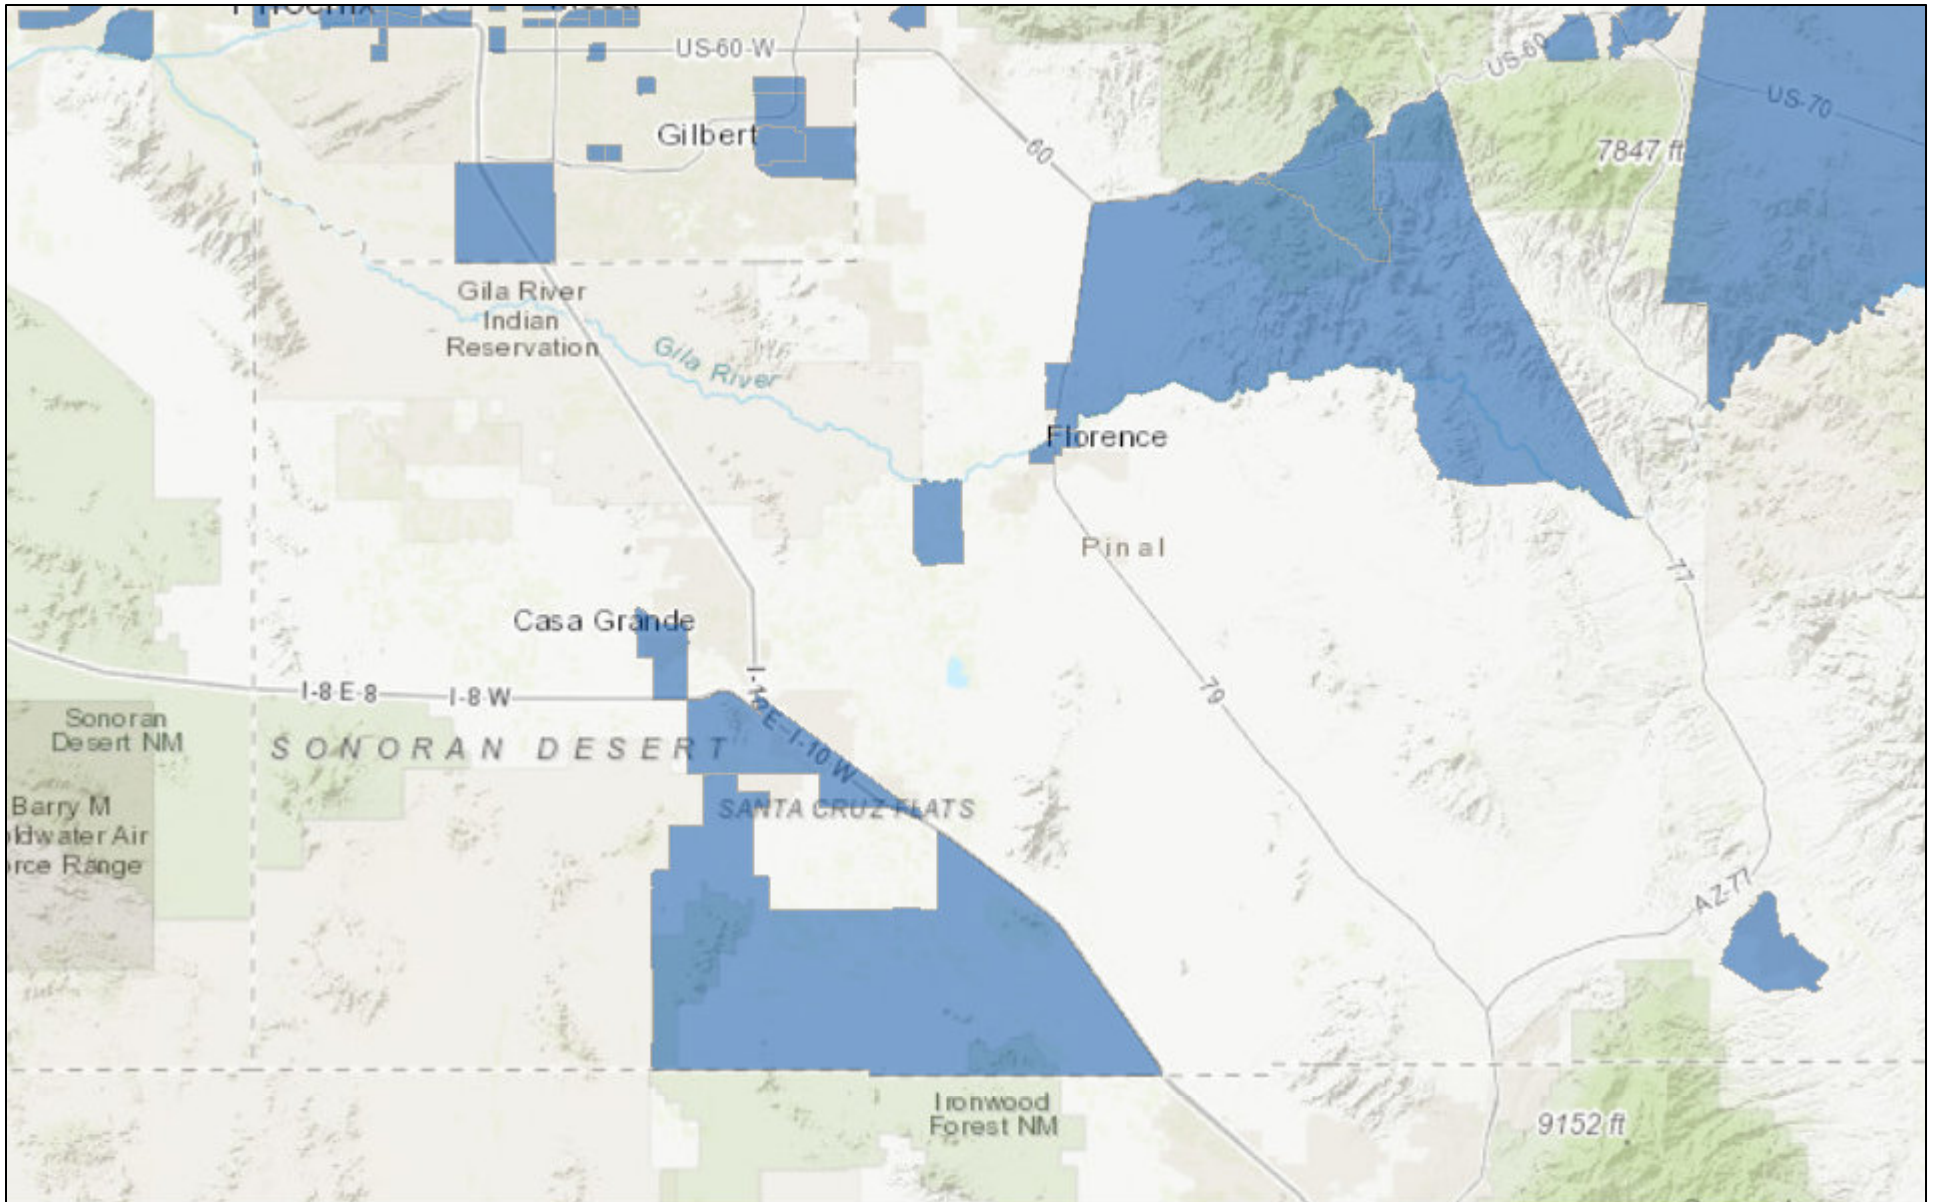 Phoenix
Mesa
US-60 W
US-60
US-70
Gilbert
60
7847 ft
Gila River
Indian
Reservation
Gila River
Florence
Pinal
77
Casa Grande
I-8 E-8
I-8 W
I-10 E-I-10 W
79
Sonoran
Desert NM
SONORAN DESERT
Barry M
ldwater Air
rce Range
SANTA CRUZ FLATS
AZ-77
Ironwood
Forest NM
9152 ft